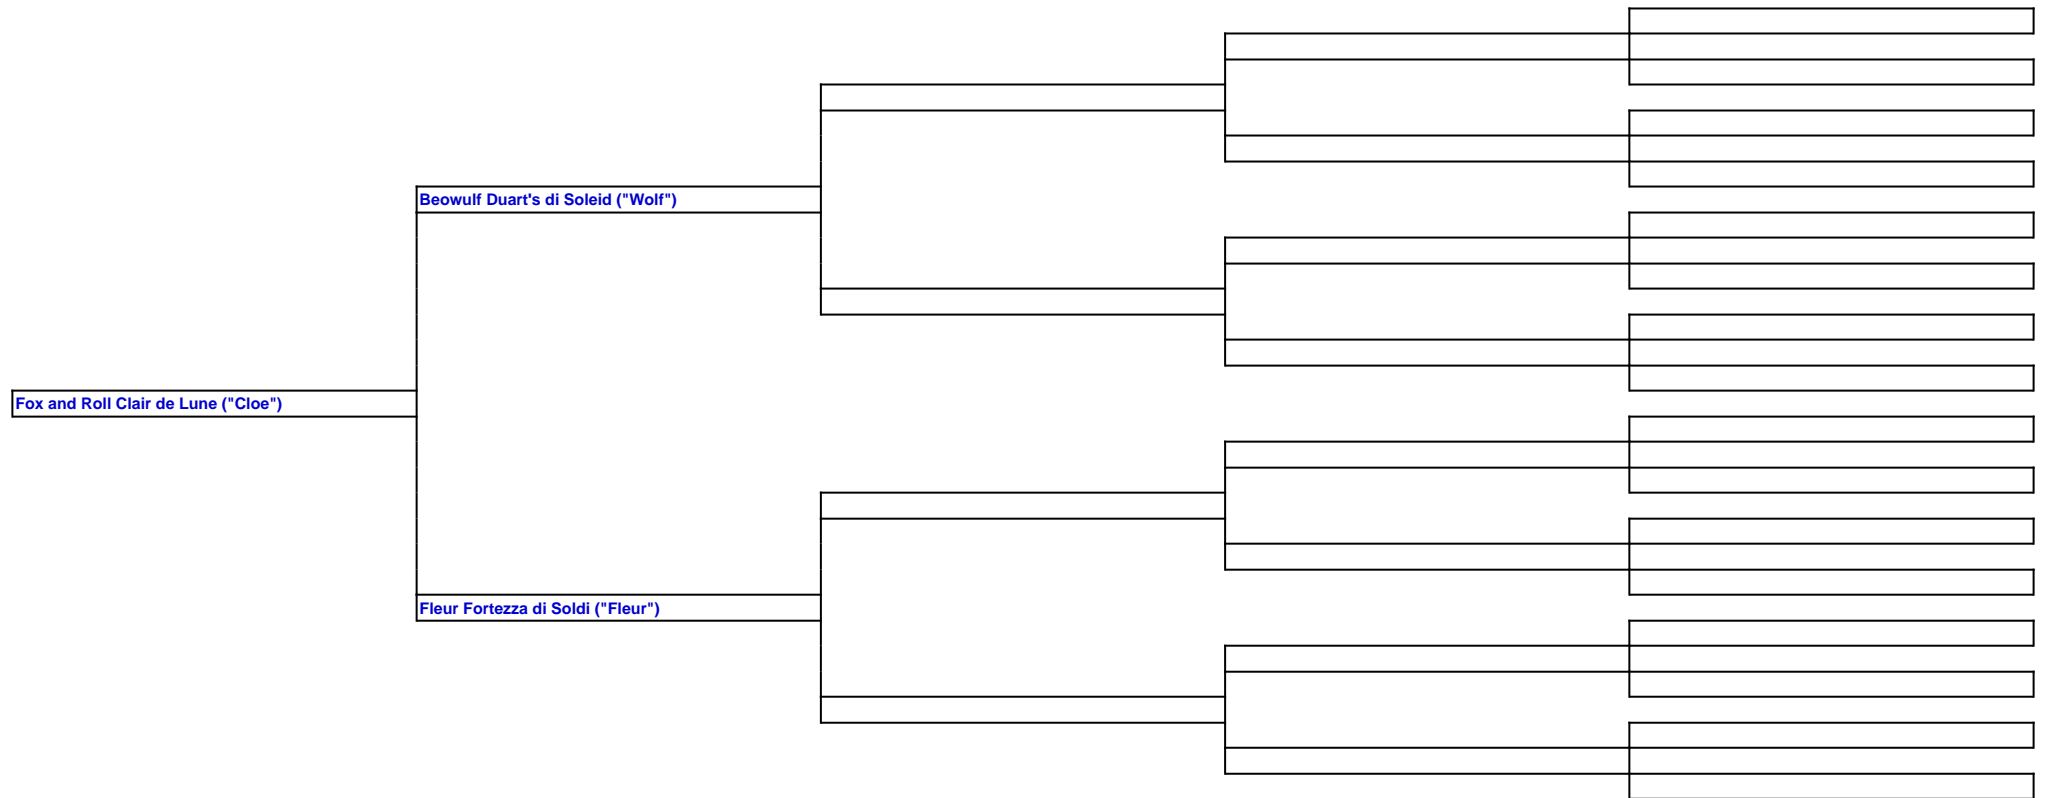 Beowulf Duart's di Soleid ("Wolf")
Fox and Roll Clair de Lune ("Cloe")
Fleur Fortezza di Soldi ("Fleur")